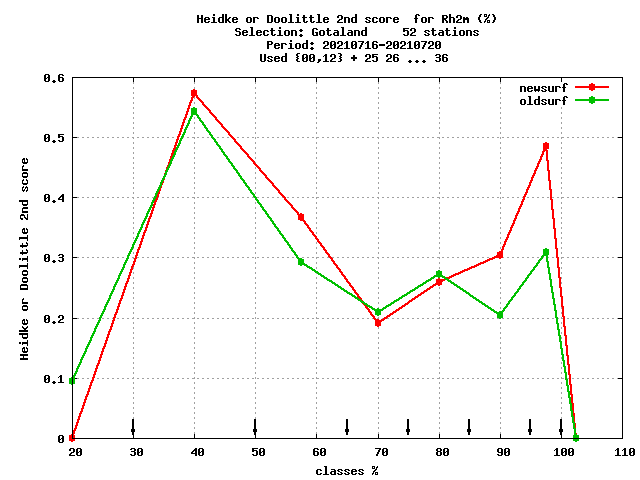 Heidke or Doolittle 2nd score  for Rh2m (%)
Selection: Gotaland     52 stations
Period: 20210716-20210720
Used {00,12} + 25 26 ... 36
newsurf
oldsurf
Heidke or Doolittle 2nd score
0.6
0.5
0.4
0.3
0.2
0.1
0
20 30 40 50 60 70 80 90 100 110
classes %